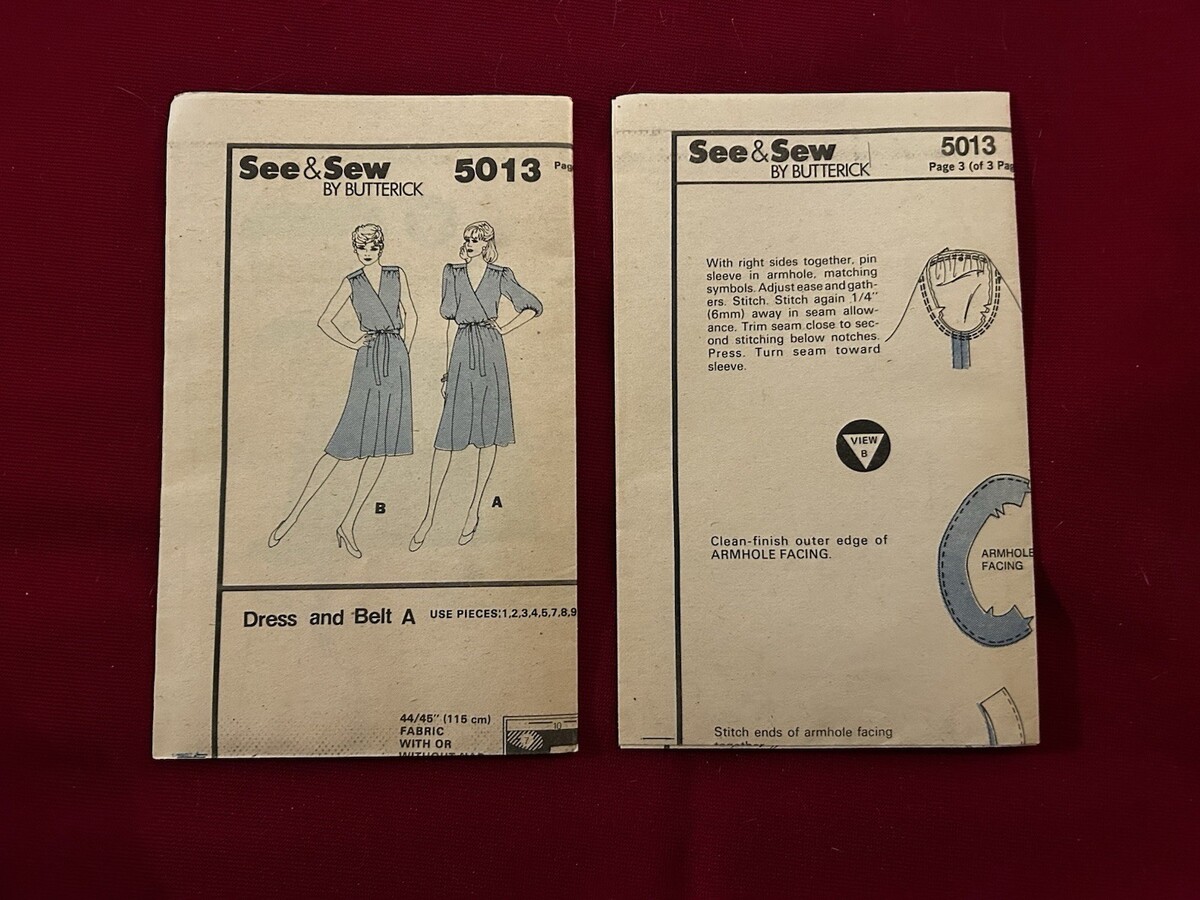 See&Sew
BY BUTTERICK
5013
B
A
Dress and Belt A
USE PIECES:1,2,3,4,5,7,8,9
44/45" (115 cm)
FABRIC
WITH OR
10
7
See&Sew
BY BUTTERICK
5013
Page 3 (of 3
With right sides together, pin
sleeve in armhole, matching
symbols. Adjust ease and gath-
ers. Stitch. Stitch again 1/4"
(6mm) away in seam allow-
ance. Trim seam close to sec-
ond stitching below notches.
Press. Turn seam toward
sleeve.
VIEW
B
Clean-finish outer edge of
ARMHOLE FACING.
ARMHOLE
FACING
Stitch ends of armhole facing